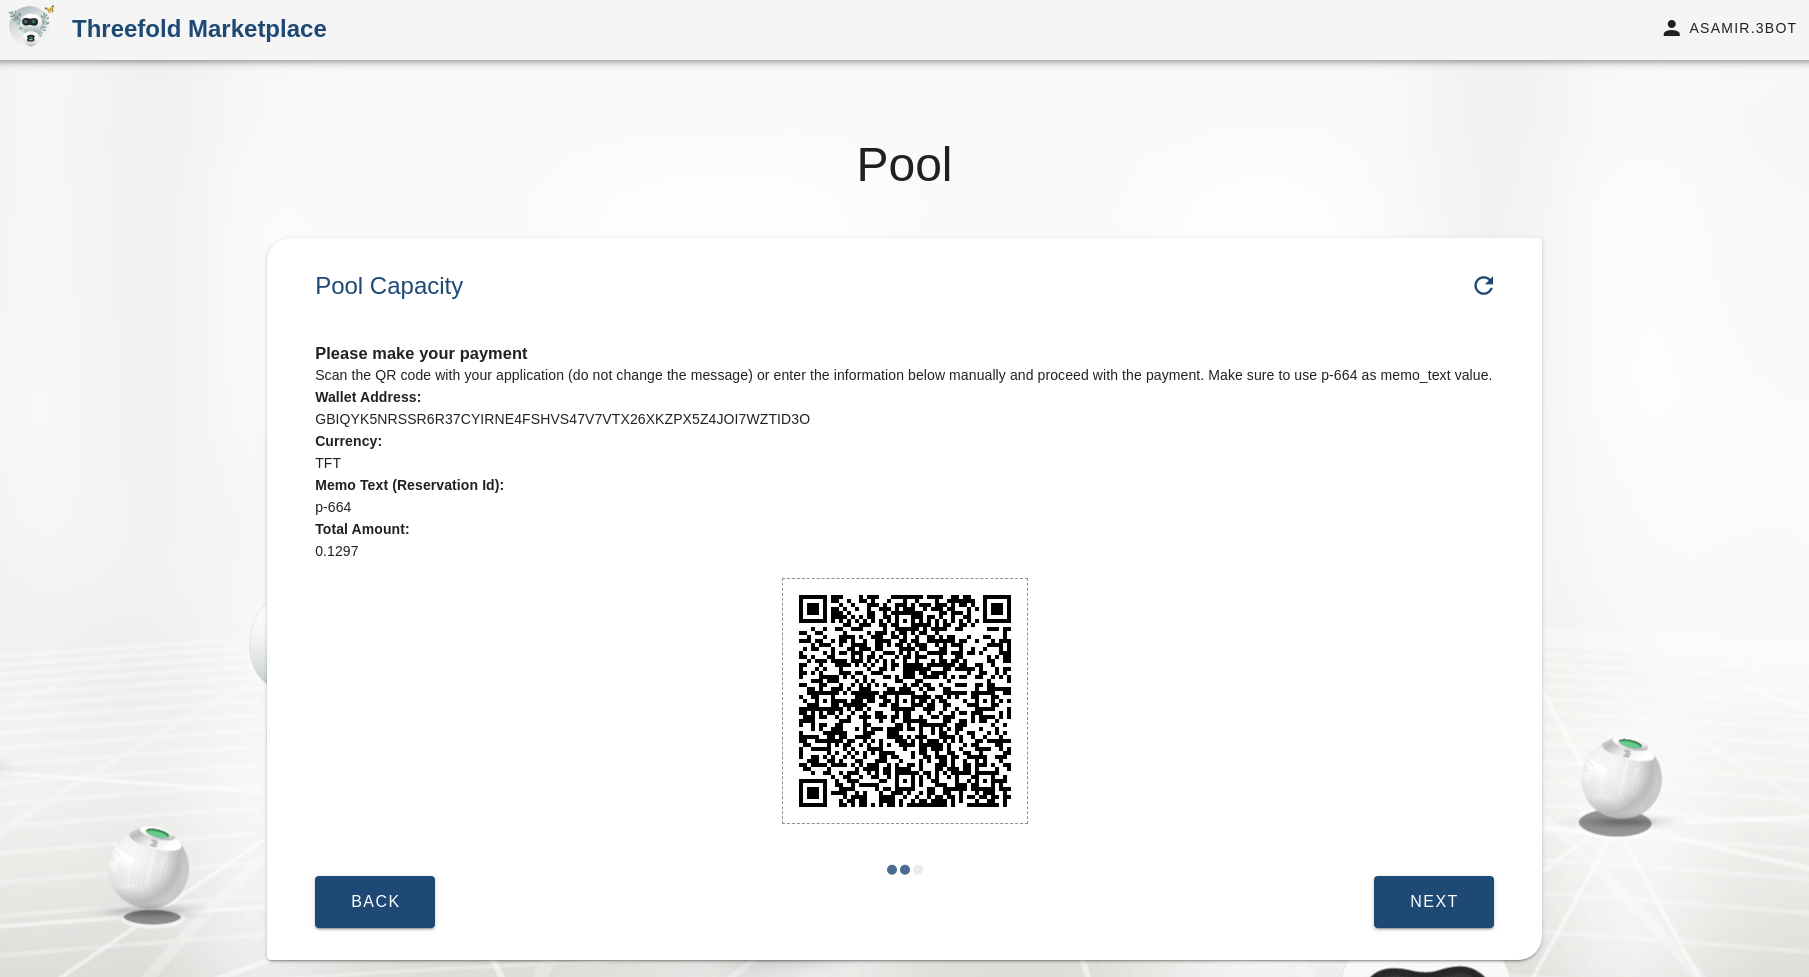 Threefold Marketplace
ASAMIR.3BOT
Pool
Pool Capacity
Please make your payment
Scan the QR code with your application (do not change the message) or enter the information below manually and proceed with the payment. Make sure to use p-664 as memo_text value.
Wallet Address:
GBIQYK5NRSSR6R37CYIRNE4FSHVS47V7VTX26XKZPX5Z4JOI7WZTID3O
Currency:
TFT
Memo Text (Reservation Id):
p-664
Total Amount:
0.1297
BACK
NEXT